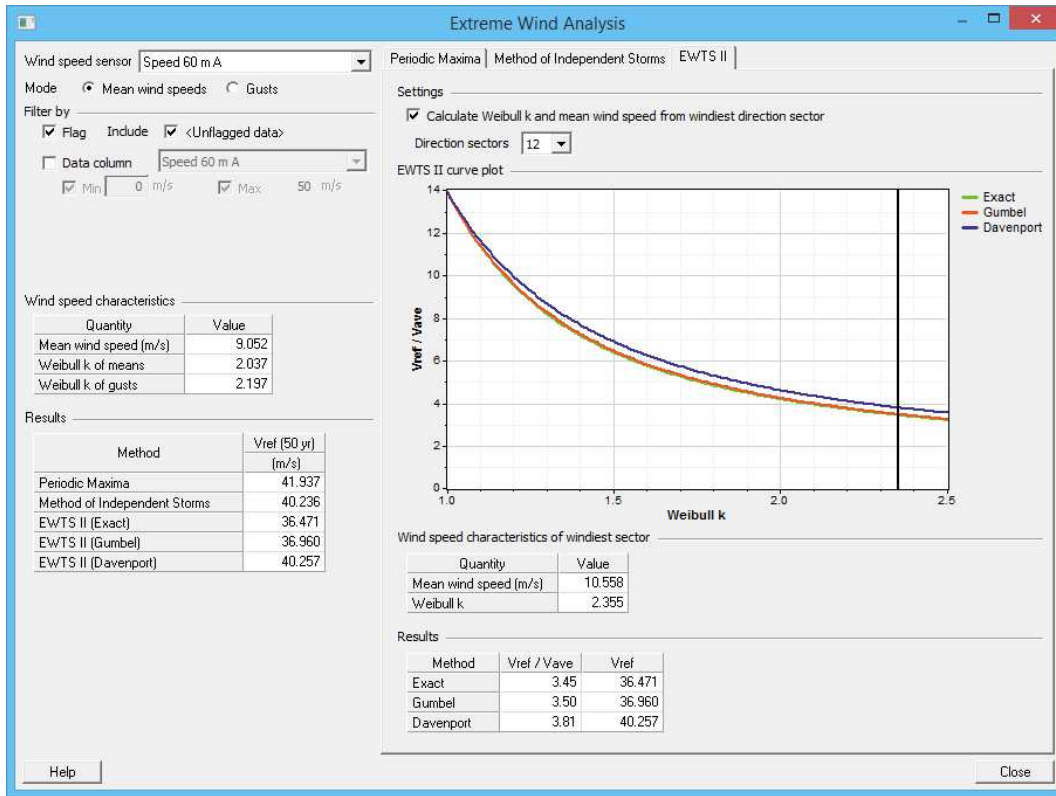 Extreme Wind Analysis
Wind speed sensor Speed 60 m A
Mode Mean wind speeds Gusts
Filter by
Flag Include <Unflagged data>
Data column Speed 60 m A
Min 0 m/s Max 50 m/s
Wind speed characteristics
Quantity Value
Mean wind speed (m/s) 9.052
Weibull k of means 2.037
Weibull k of gusts 2.197
Results
Method Vref (50 yr)
(m/s)
Periodic Maxima 41.937
Method of Independent Storms 40.236
EWTS II (Exact) 36.471
EWTS II (Gumbel) 36.960
EWTS II (Davenport) 40.257
Help
Periodic Maxima Method of Independent Storms EWTS II
Settings
Calculate Weibull k and mean wind speed from windiest direction sector
Direction sectors 12
EWTS II curve plot
14
12
10
8
6
4
2
0
Vref / Vave
1.0 1.5 2.0 2.5
Weibull k
Exact
Gumbel
Davenport
Wind speed characteristics of windiest sector
Quantity Value
Mean wind speed (m/s) 10.558
Weibull k 2.355
Results
Method Vref / Vave Vref
Exact 3.45 36.471
Gumbel 3.50 36.960
Davenport 3.81 40.257
Close